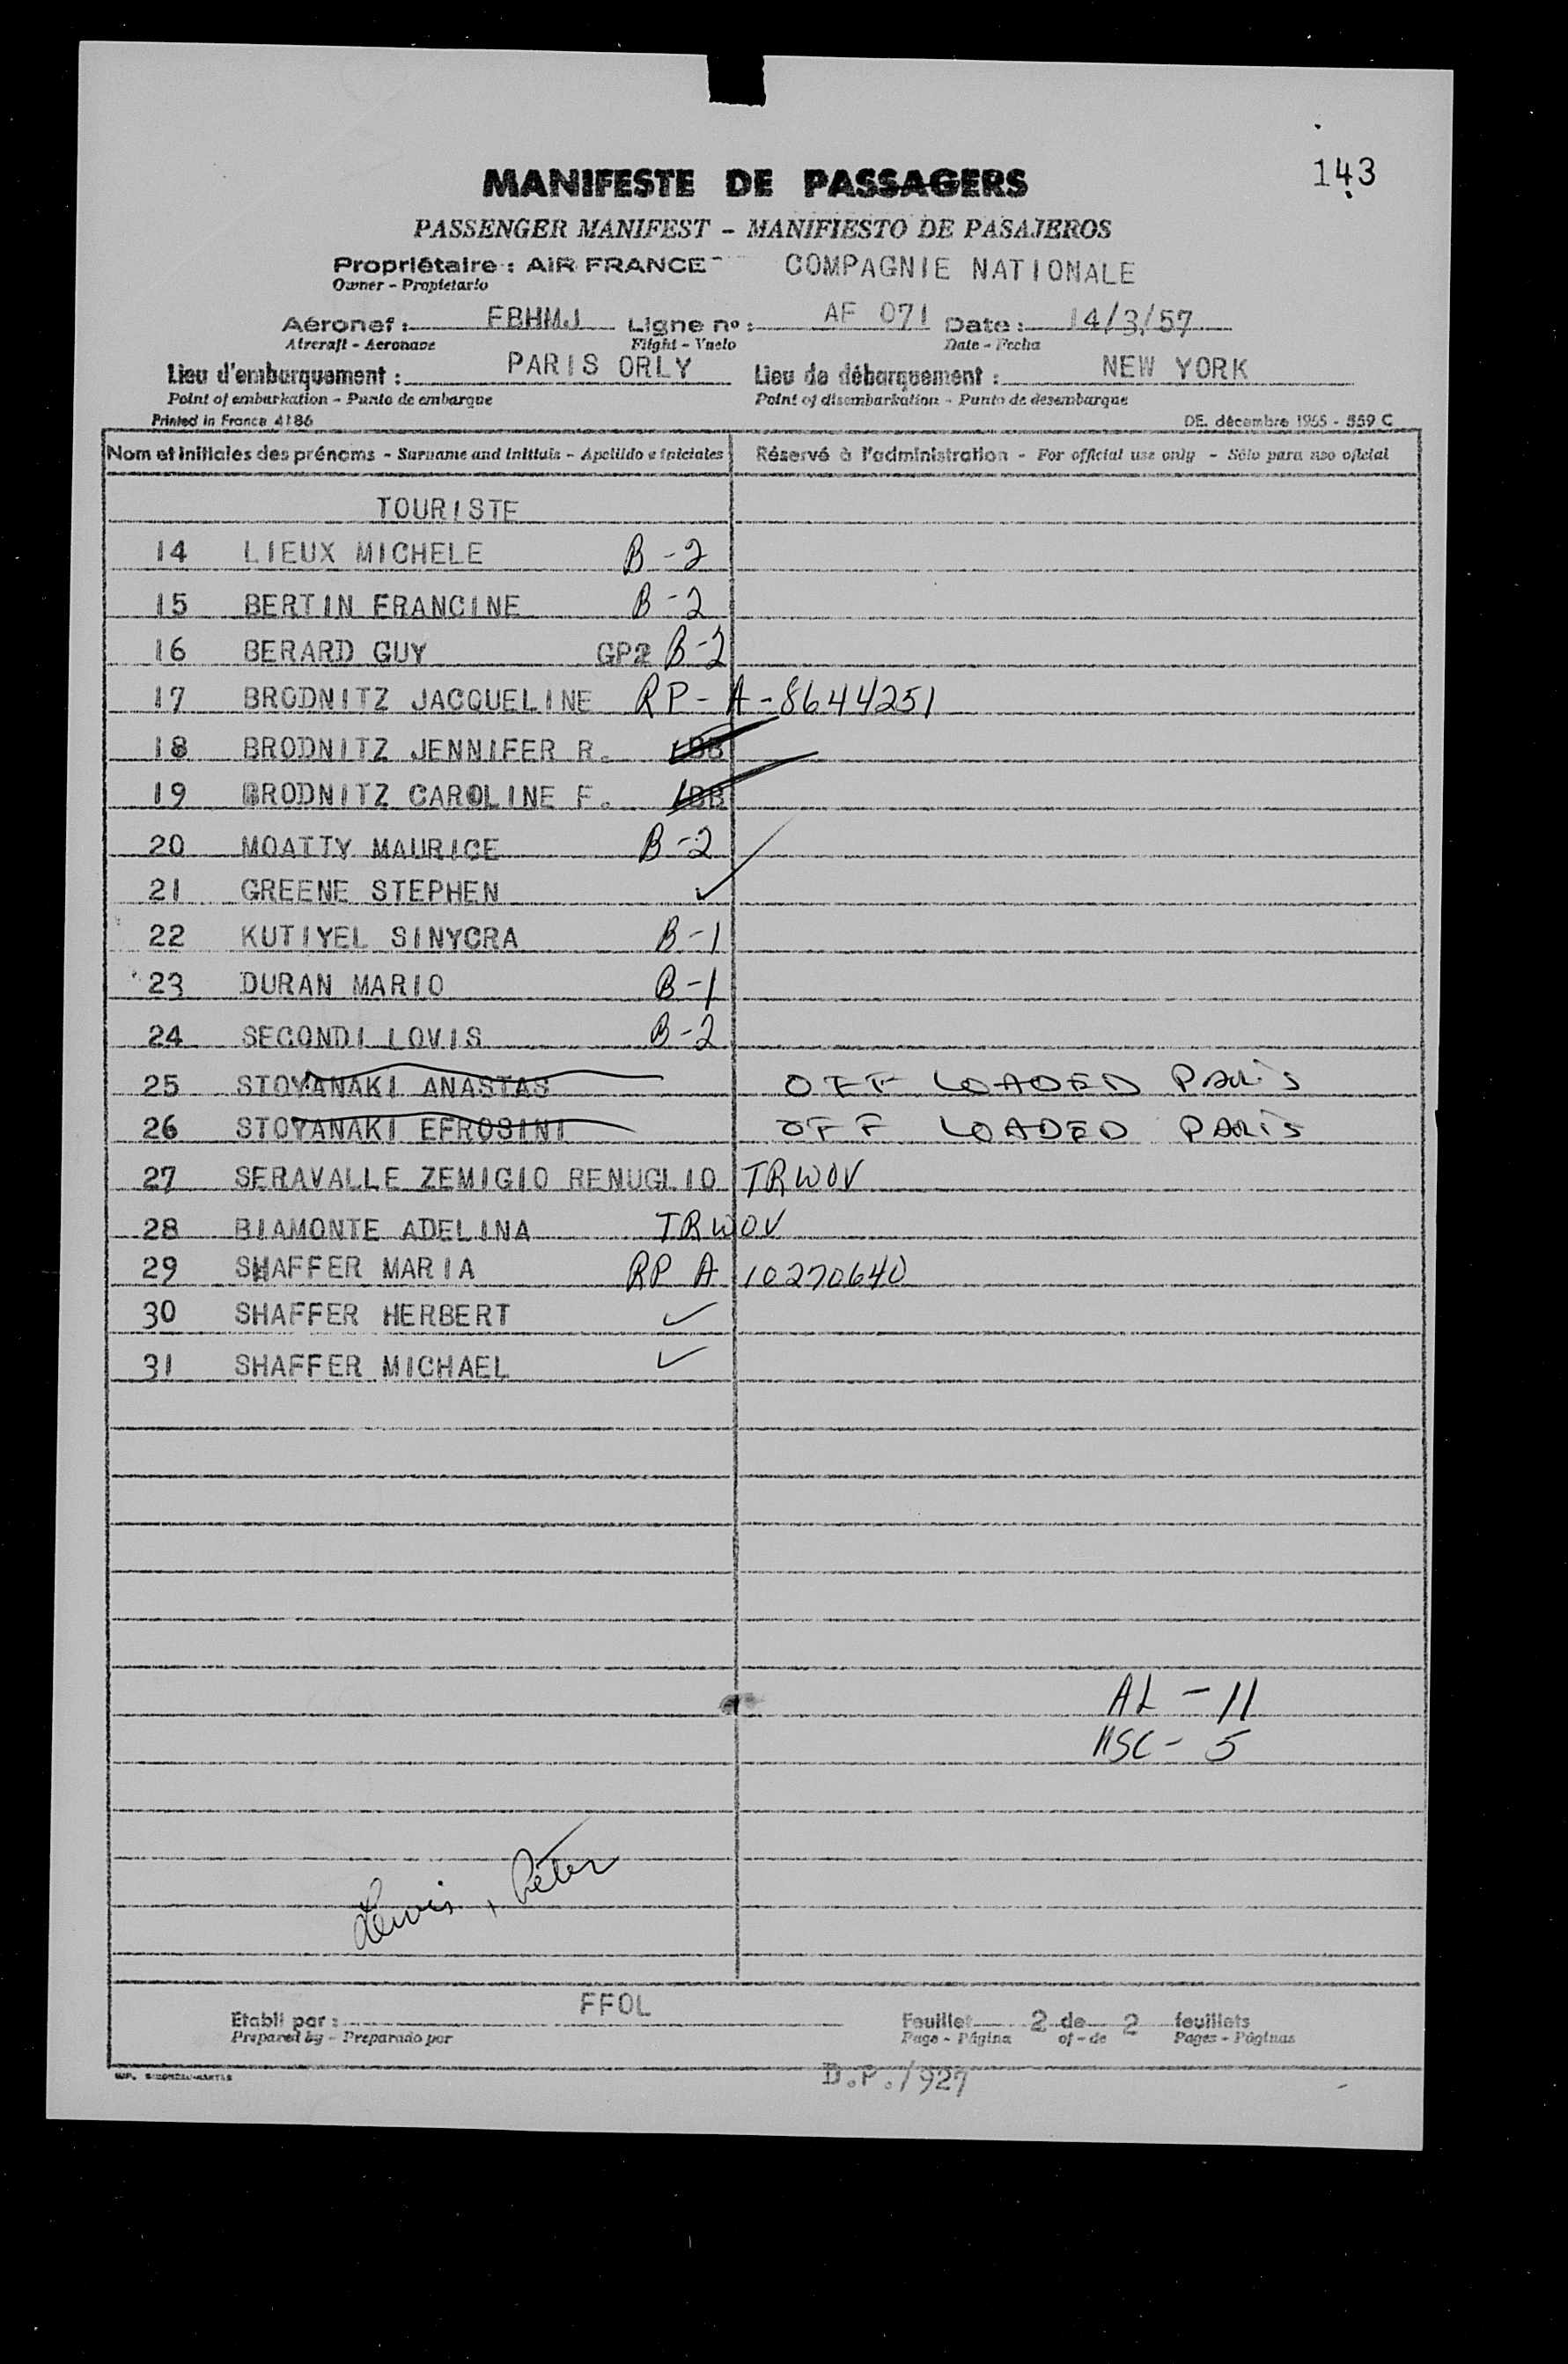 143
MANIFESTE DE PASSAGERS
PASSENGER MANIFEST - MANIFIESTO DE PASAJEROS
Propriétaire : AIR FRANCE COMPAGNIE NATIONALE
Owner - Propietario
Aéronef : FBHMJ Ligne nº : AF 071 Date : 14/3/57
Aircraft - Aeronave Flight - Vuelo Date - Fecha
Lieu d'embarquement : PARIS ORLY Lieu de débarquement : NEW YORK
Point of embarkation - Punto de embarque Point of disembarkation - Punto de desembarque
Printed in France 4186 DE. décembre 1955 - 559 C
Nom et initiales des prénoms - Surname and Initials - Apellido e iniciales Réservé à l'administration - For official use only - Sólo para uso oficial
TOURISTE
14 LIEUX MICHELE B-2
15 BERTIN FRANCINE B-2
16 BERARD GUY GP2 B-2
17 BRODNITZ JACQUELINE RP-A-8644251
18 BRODNITZ JENNIFER R. BB
19 BRODNITZ CAROLINE F. BB
20 MOATTY MAURICE B-2
21 GREENE STEPHEN ✓
22 KUTIYEL SINYCRA B-1
23 DURAN MARIO B-1
24 SECONDI LOVIS B-2
25 STOYANAKI ANASTAS OFF LOADED PARIS
26 STOYANAKI EFROSINI OFF LOADED PARIS
27 SERAVALLE ZEMIGIO RENUGLIO TRWOV
28 BIAMONTE ADELINA TRWOV
29 SHAFFER MARIA RP A 10270640
30 SHAFFER HERBERT ✓
31 SHAFFER MICHAEL ✓
AL - 11
USC - 5
Lewis, Peter
Etabli par : FFOL Feuillet 2 de 2 feuillets
Prepared by - Preparado por Page - Página of - de Pages - Páginas
D.P./927